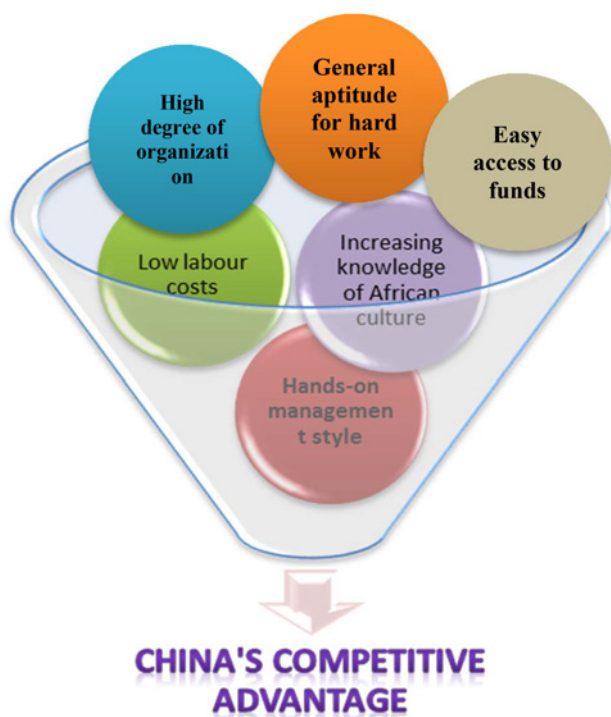 High
degree of
organizati
on
General
aptitude
for hard
work
Easy
access to
funds
Low labour
costs
Increasing
knowledge
of African
culture
Hands-on
managemen
t style
CHINA'S COMPETITIVE
ADVANTAGE